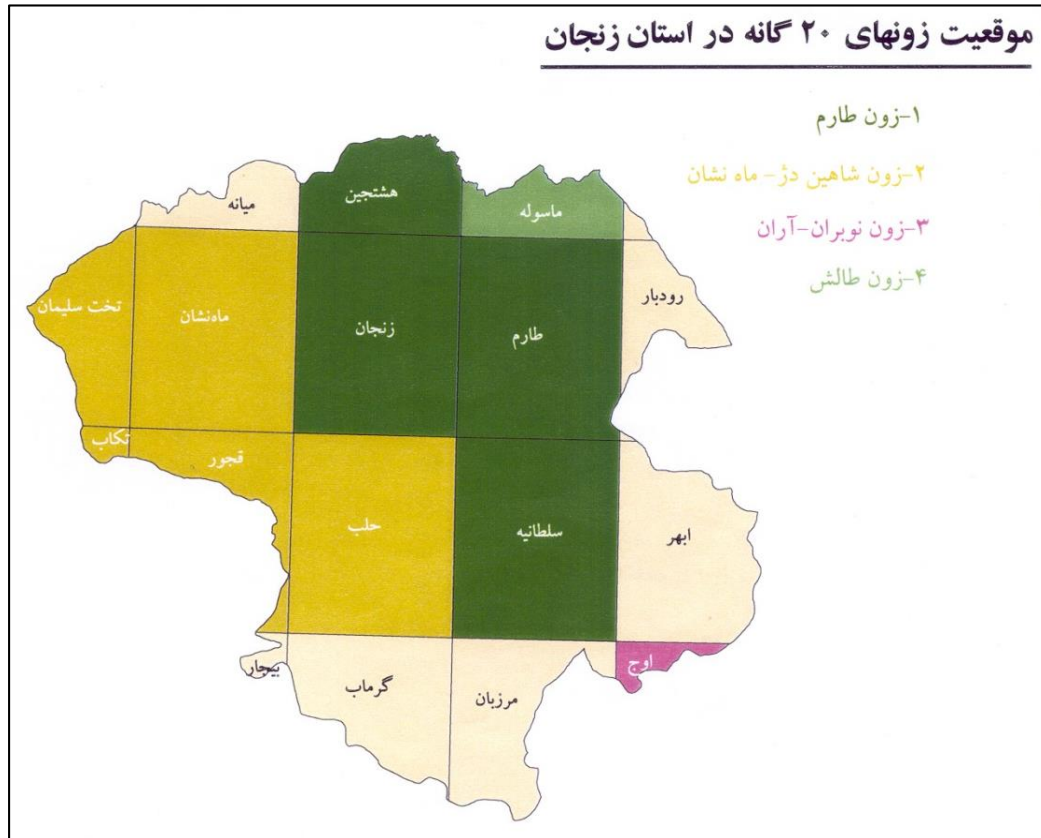 موقعیت زونهای ۲۰ گانه در استان زنجان
۱-زون طارم
۲-زون شاهین دژ- ماه نشان
۳-زون نوبران-آران
۴-زون طالش
میانه
هشتجین
ماسوله
رودبار
تخت سلیمان
ماه‌نشان
زنجان
طارم
تکاب
قجور
حلب
سلطانیه
ابهر
بیجار
گرماب
مرزبان
اوج